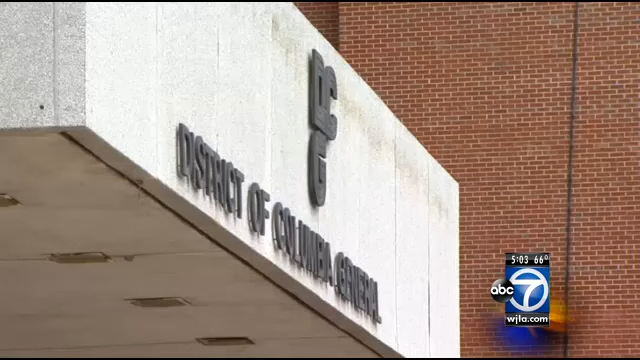 DC
G
DISTRICT OF COLUMBIA GENERAL
5:03 66°
abc 7
wjla.com